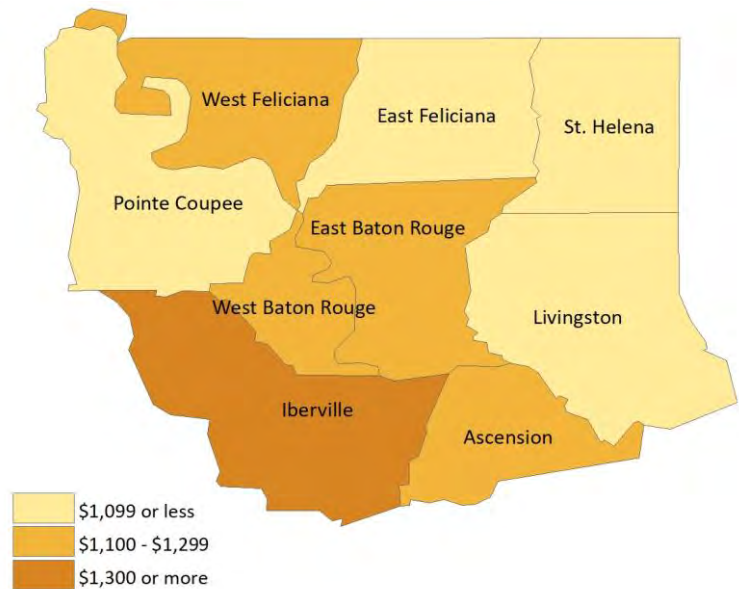 West Feliciana
East Feliciana
St. Helena
Pointe Coupee
East Baton Rouge
West Baton Rouge
Livingston
Iberville
Ascension
$1,099 or less
$1,100 - $1,299
$1,300 or more